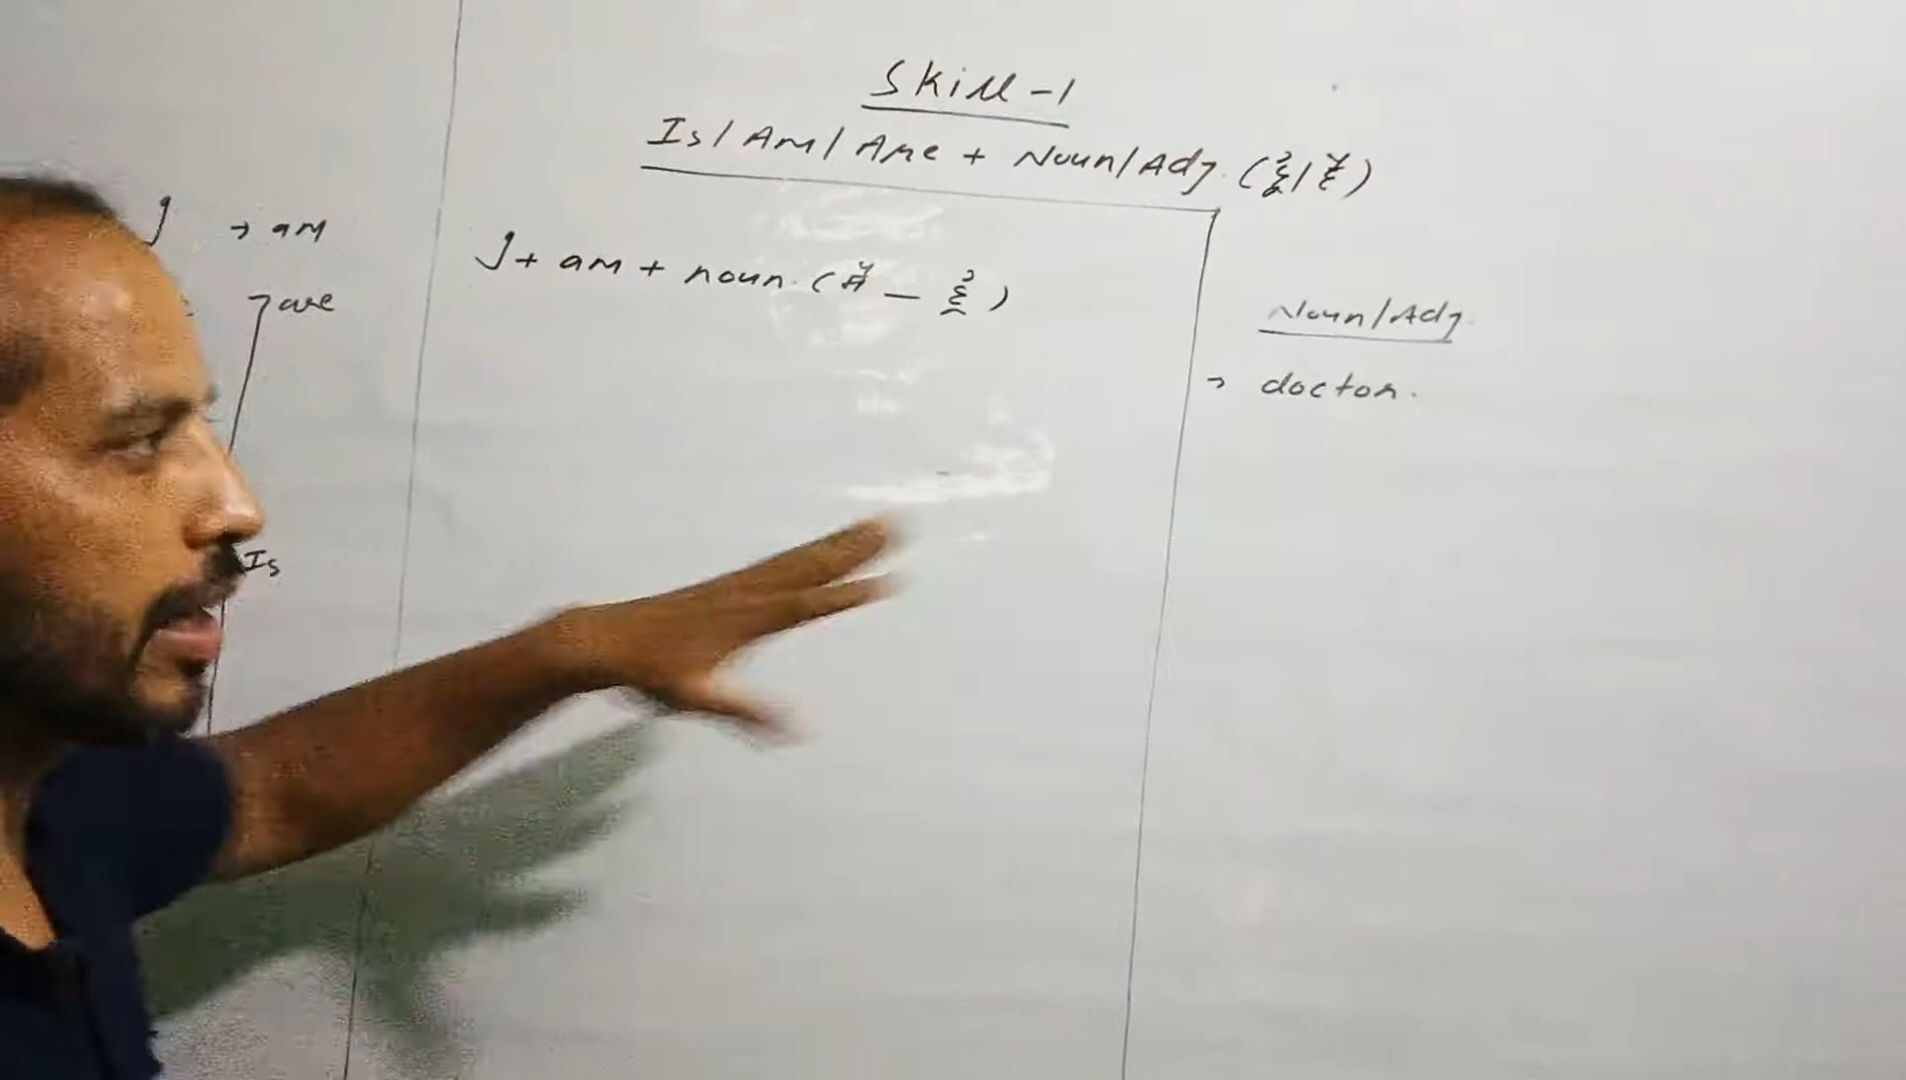 Skill-1
Is/Am/Are + Noun/Adj. (हूँ/है)
I → am
I + am + noun. (मैं — हूँ)
are
Noun/Adj.
→ doctor.
Is